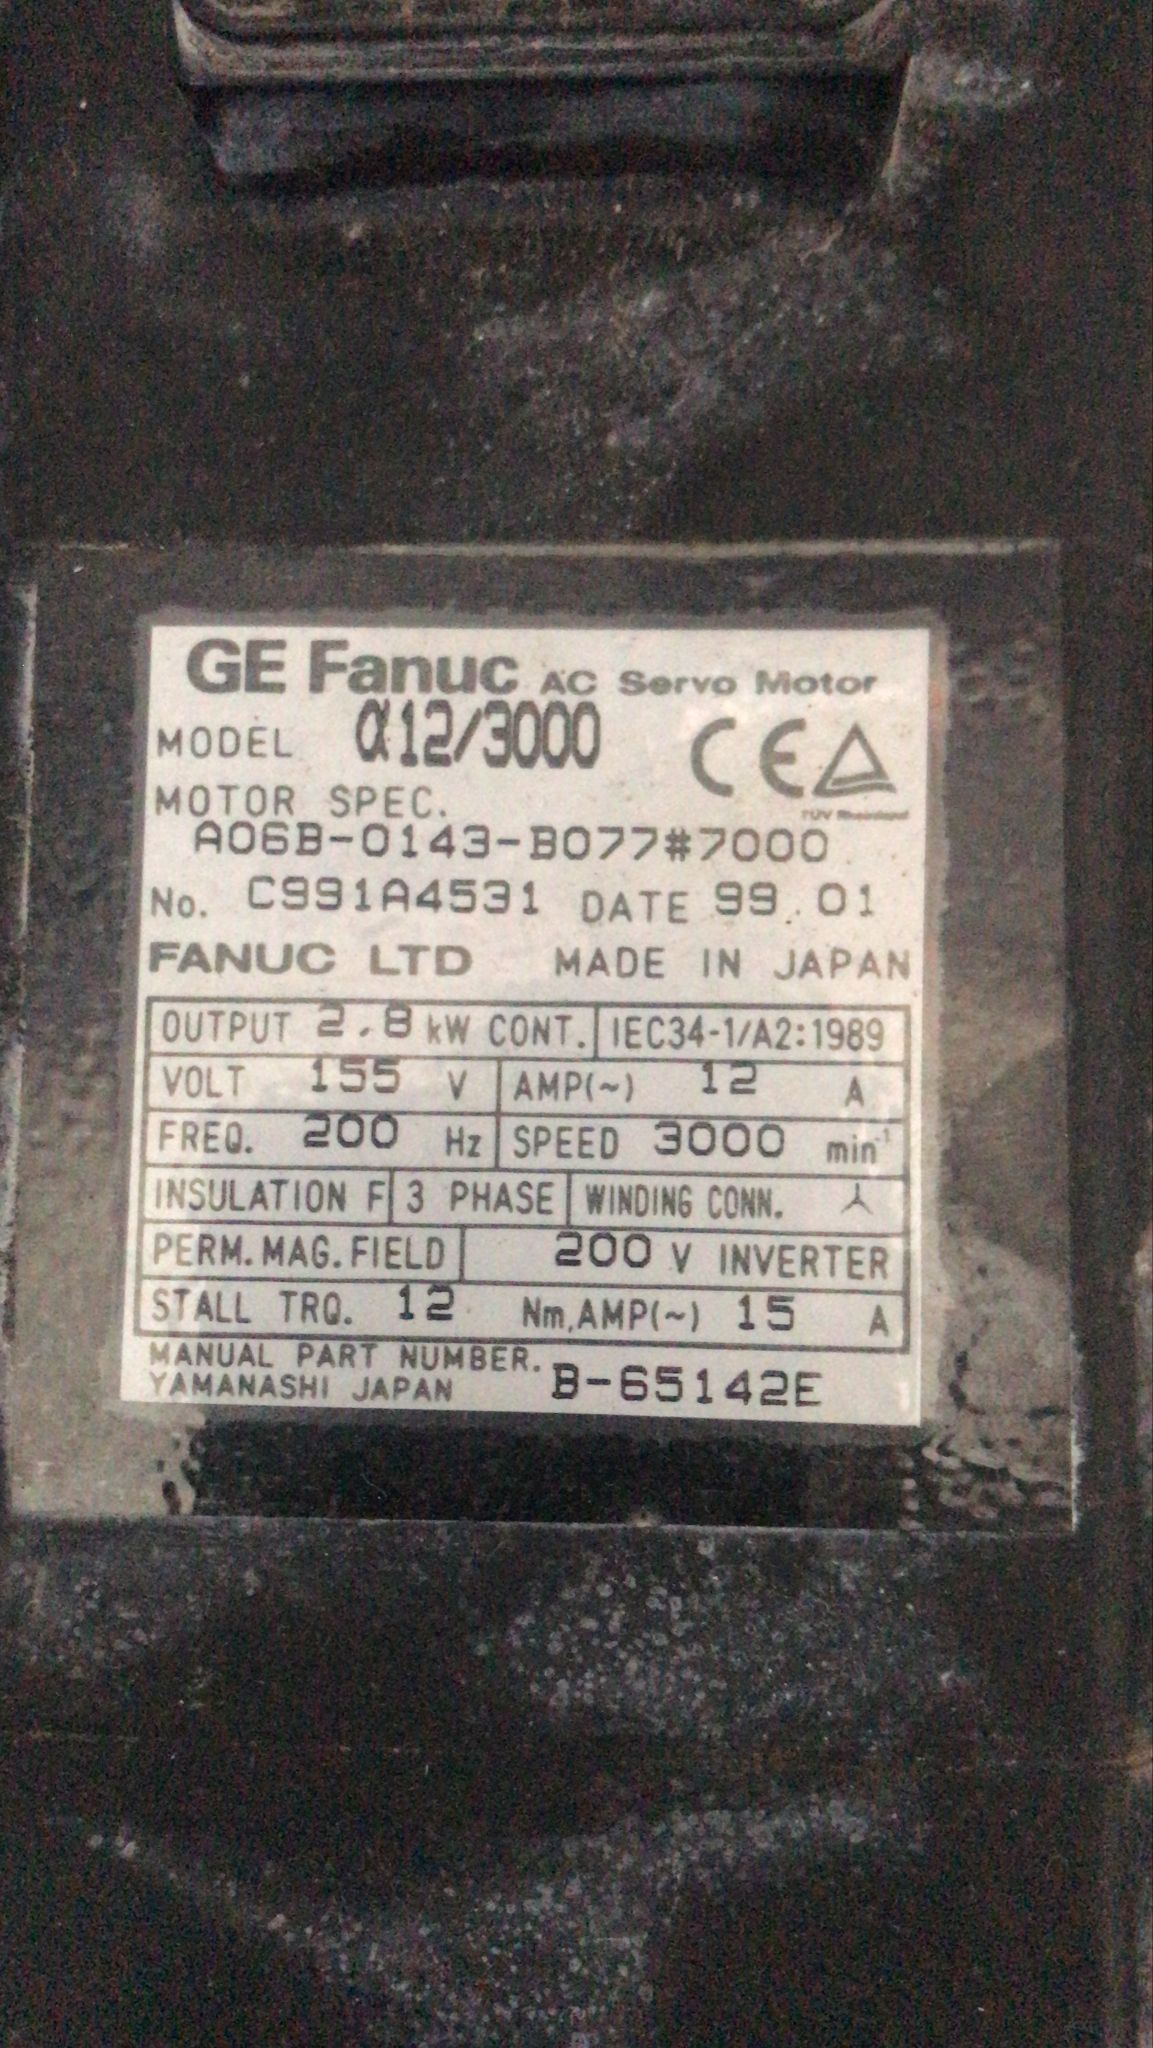 GE Fanuc AC Servo Motor
MODEL α12/3000
CE
TÜV Rheinland
MOTOR SPEC.
A06B-0143-B077#7000
No. C991A4531 DATE 99.01
FANUC LTD MADE IN JAPAN
OUTPUT 2.8 kW CONT. IEC34-1/A2:1989
VOLT 155 V AMP(~) 12 A
FREQ. 200 Hz SPEED 3000 min-1
INSULATION F 3 PHASE WINDING CONN.
PERM.MAG.FIELD 200 V INVERTER
STALL TRQ. 12 Nm,AMP(~) 15 A
MANUAL PART NUMBER.
YAMANASHI JAPAN B-65142E